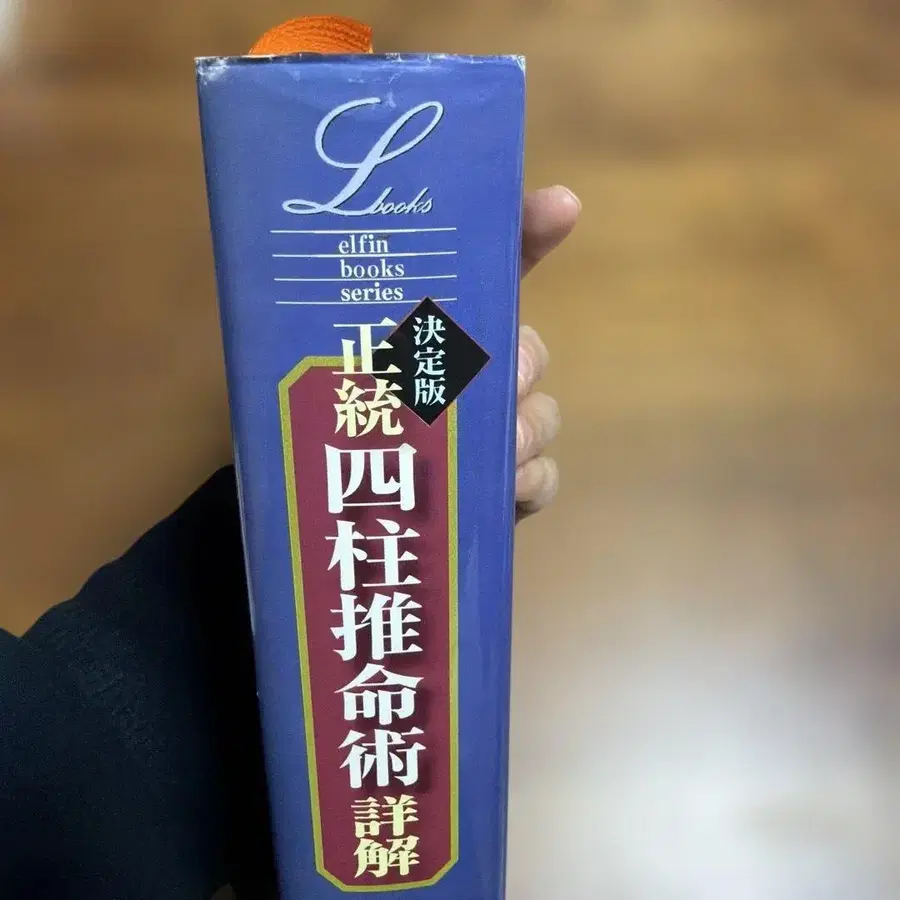 L books
elfin
books
series
決定版
正統
四柱推命術
詳解